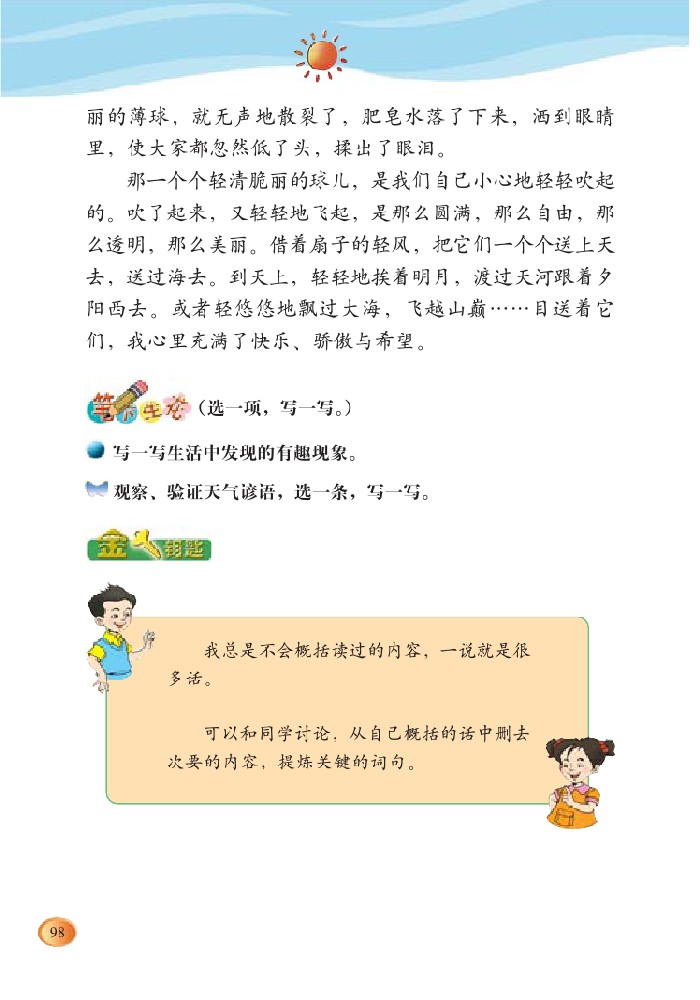 丽的薄球，就无声地散裂了，肥皂水落了下来，洒到眼睛
里，使大家都忽然低了头，揉出了眼泪。
那一个个轻清脆丽的球儿，是我们自己小心地轻轻吹起
的。吹了起来，又轻轻地飞起，是那么圆满，那么自由，那
么透明，那么美丽。借着扇子的轻风，把它们一个个送上天
去，送过海去。到天上，轻轻地挨着明月，渡过天河跟着夕
阳西去。或者轻悠悠地飘过大海，飞越山巅……目送着它
们，我心里充满了快乐、骄傲与希望。
笔下生花（选一项，写一写。）
写一写生活中发现的有趣现象。
观察、验证天气谚语，选一条，写一写。
金钥匙
我总是不会概括读过的内容，一说就是很
多话。
可以和同学讨论，从自己概括的话中删去
次要的内容，提炼关键的词句。
98